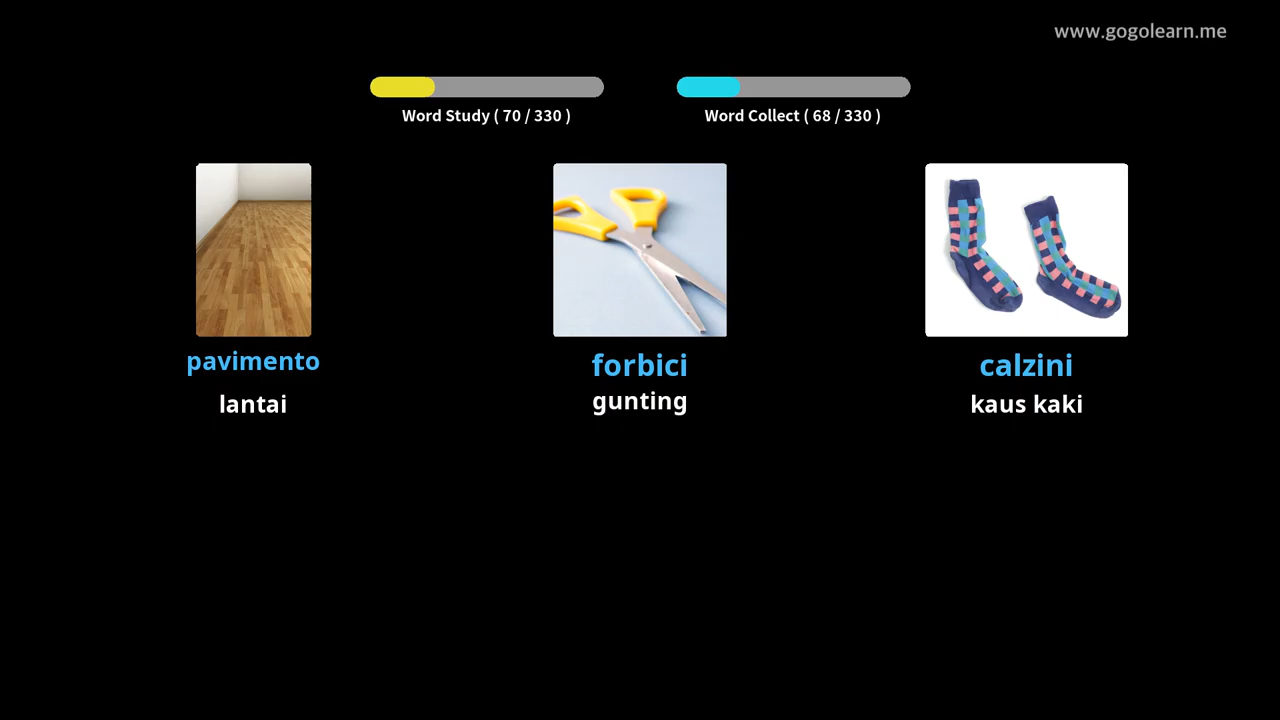 www.gogolearn.me
Word Study ( 70 / 330 )
Word Collect ( 68 / 330 )
pavimento
lantai
forbici
gunting
calzini
kaus kaki